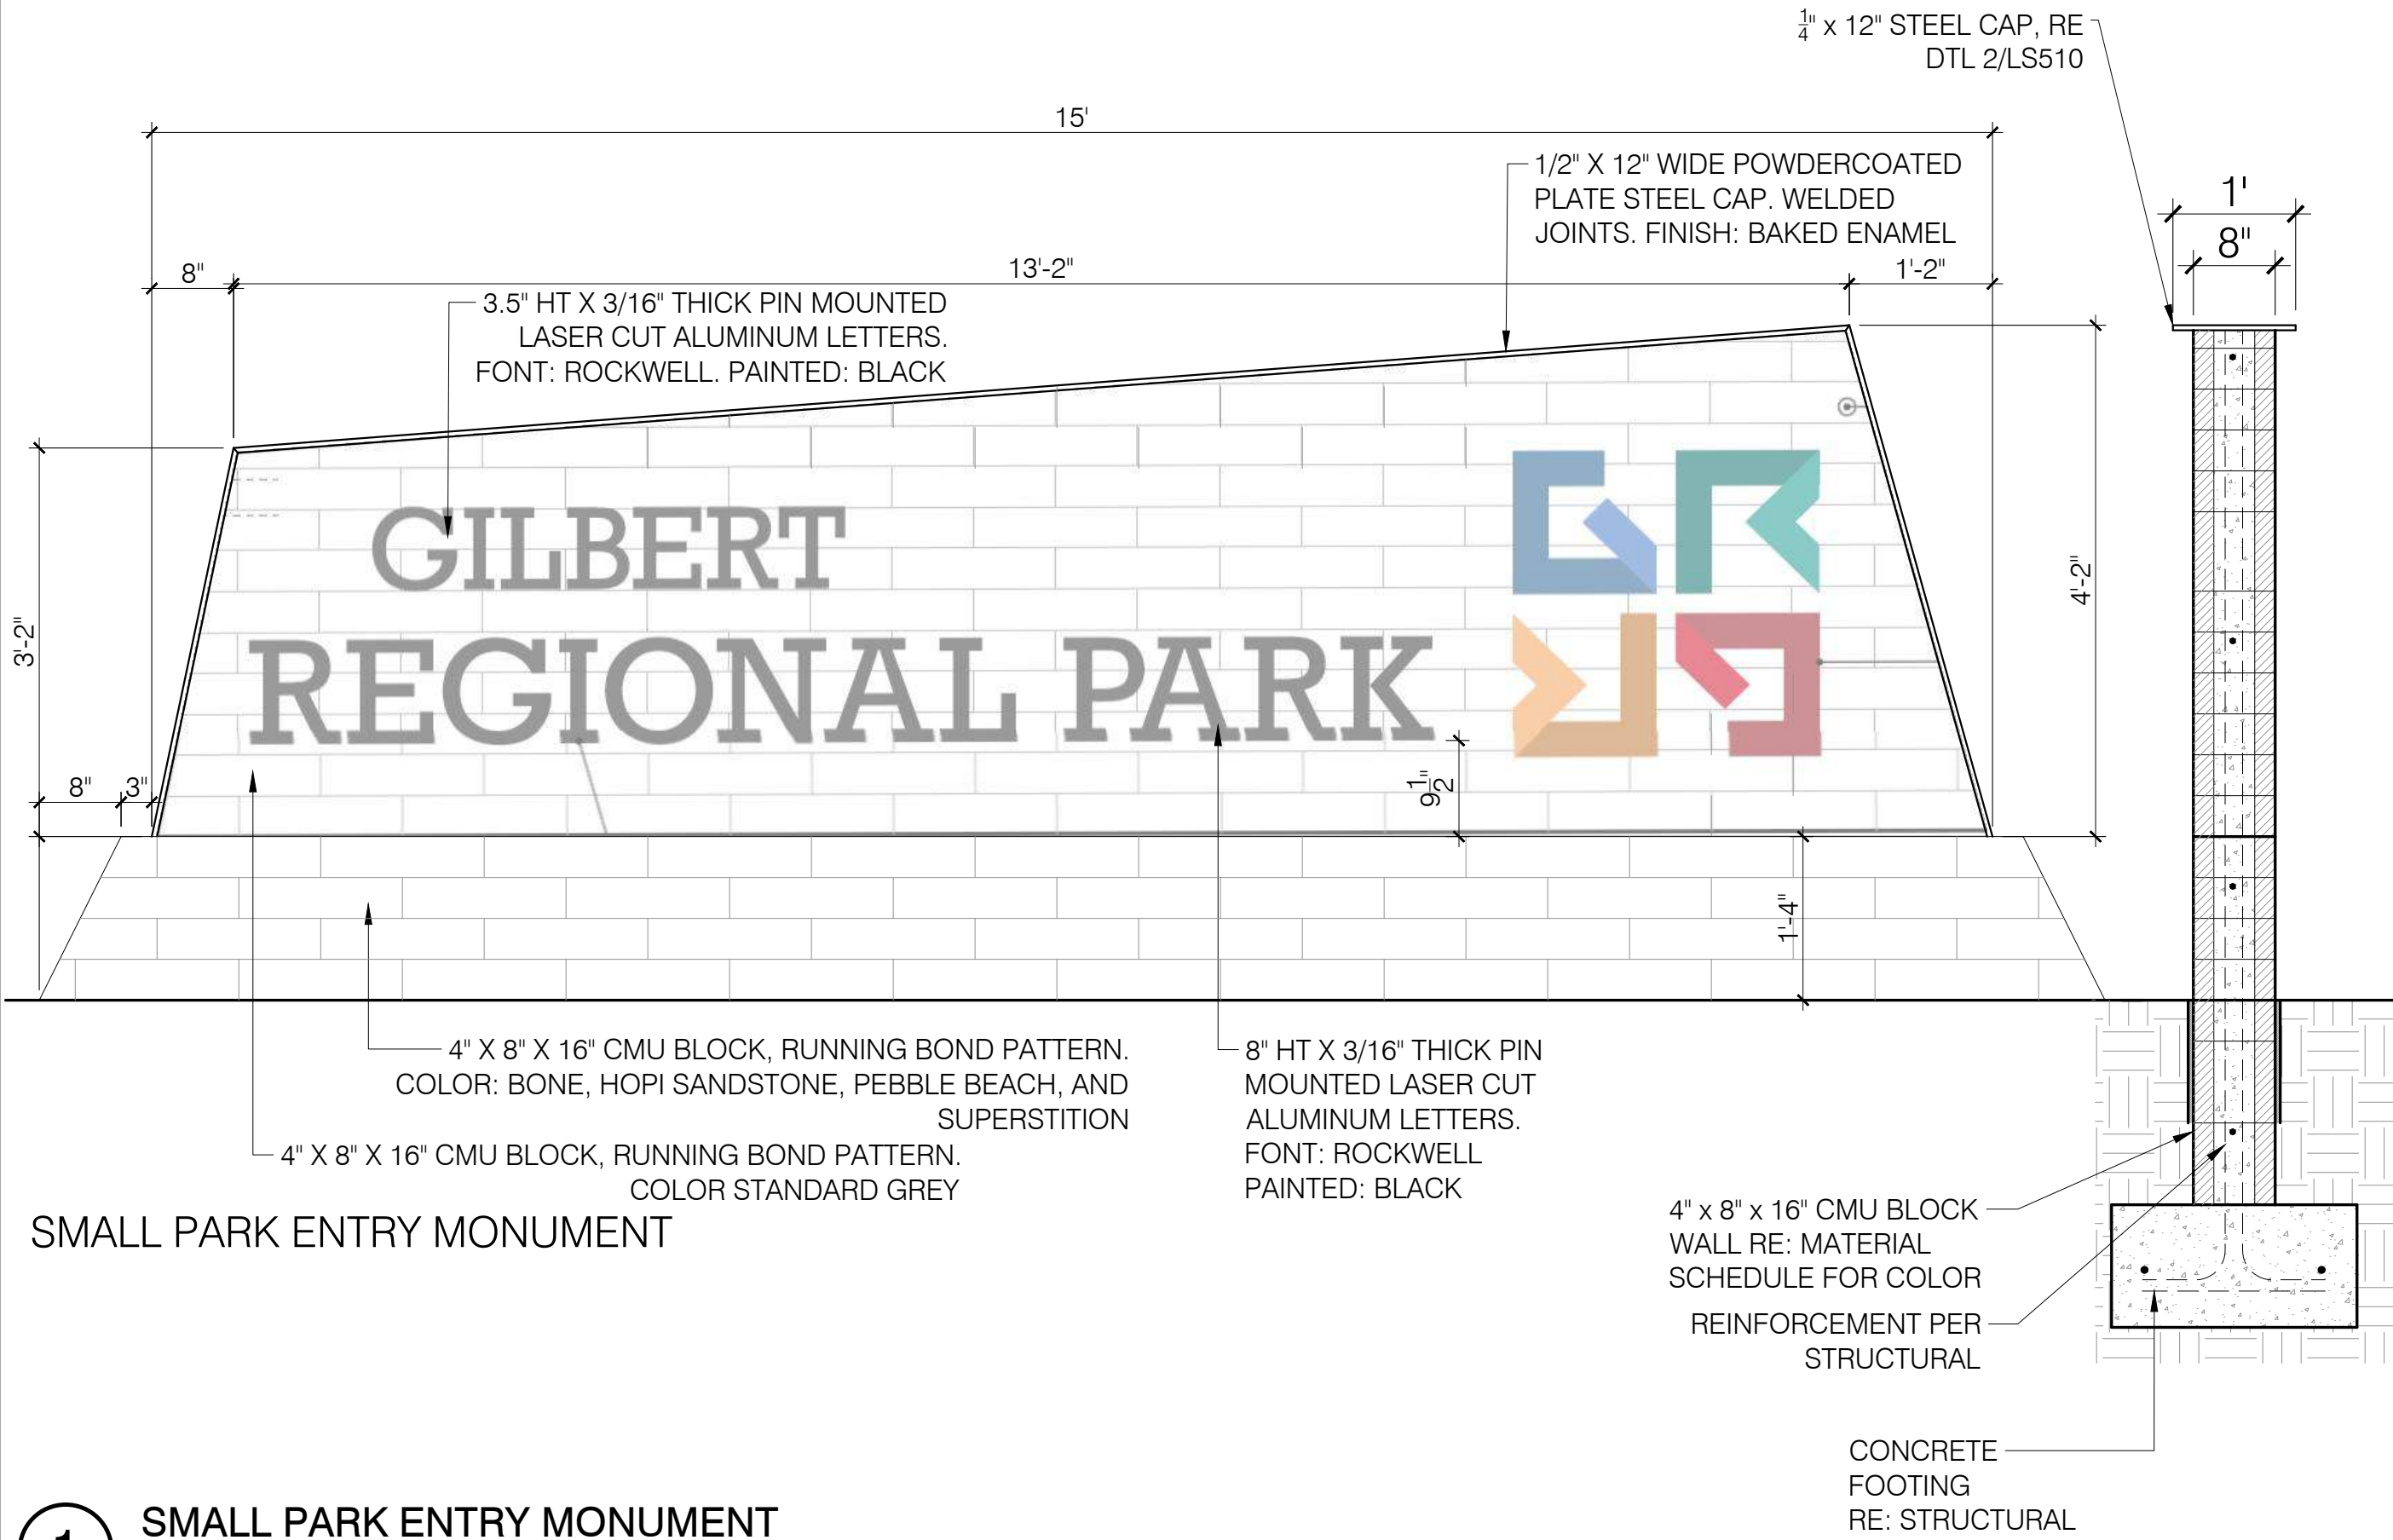 1/4" x 12" STEEL CAP, RE
DTL 2/LS510
15'
1/2" X 12" WIDE POWDERCOATED
PLATE STEEL CAP. WELDED
JOINTS. FINISH: BAKED ENAMEL
1'
8"
8"
13'-2"
1'-2"
3.5" HT X 3/16" THICK PIN MOUNTED
LASER CUT ALUMINUM LETTERS.
FONT: ROCKWELL. PAINTED: BLACK
GILBERT
REGIONAL PARK
GR
3'-2"
4'-2"
8"
3"
9 1/2"
1'-4"
4" X 8" X 16" CMU BLOCK, RUNNING BOND PATTERN.
COLOR: BONE, HOPI SANDSTONE, PEBBLE BEACH, AND
SUPERSTITION
4" X 8" X 16" CMU BLOCK, RUNNING BOND PATTERN.
COLOR STANDARD GREY
8" HT X 3/16" THICK PIN
MOUNTED LASER CUT
ALUMINUM LETTERS.
FONT: ROCKWELL
PAINTED: BLACK
4" x 8" x 16" CMU BLOCK
WALL RE: MATERIAL
SCHEDULE FOR COLOR
REINFORCEMENT PER
STRUCTURAL
CONCRETE
FOOTING
RE: STRUCTURAL
SMALL PARK ENTRY MONUMENT
1
SMALL PARK ENTRY MONUMENT